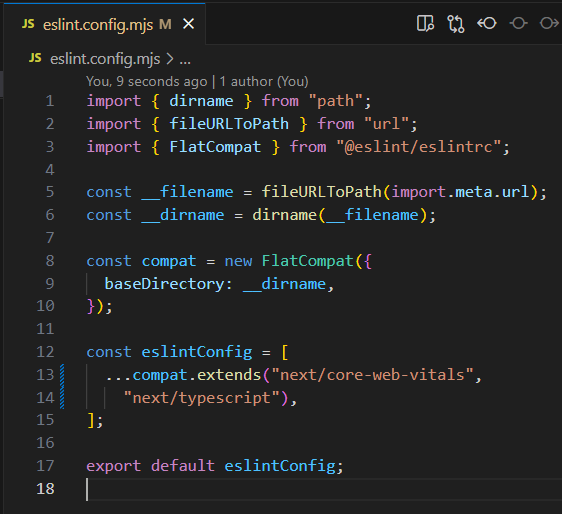 JS eslint.config.mjs M
JS eslint.config.mjs > ...
You, 9 seconds ago | 1 author (You)
1 import { dirname } from "path";
2 import { fileURLToPath } from "url";
3 import { FlatCompat } from "@eslint/eslintrc";
4
5 const __filename = fileURLToPath(import.meta.url);
6 const __dirname = dirname(__filename);
7
8 const compat = new FlatCompat({
9   baseDirectory: __dirname,
10 });
11
12 const eslintConfig = [
13   ...compat.extends("next/core-web-vitals",
14     "next/typescript"),
15 ];
16
17 export default eslintConfig;
18